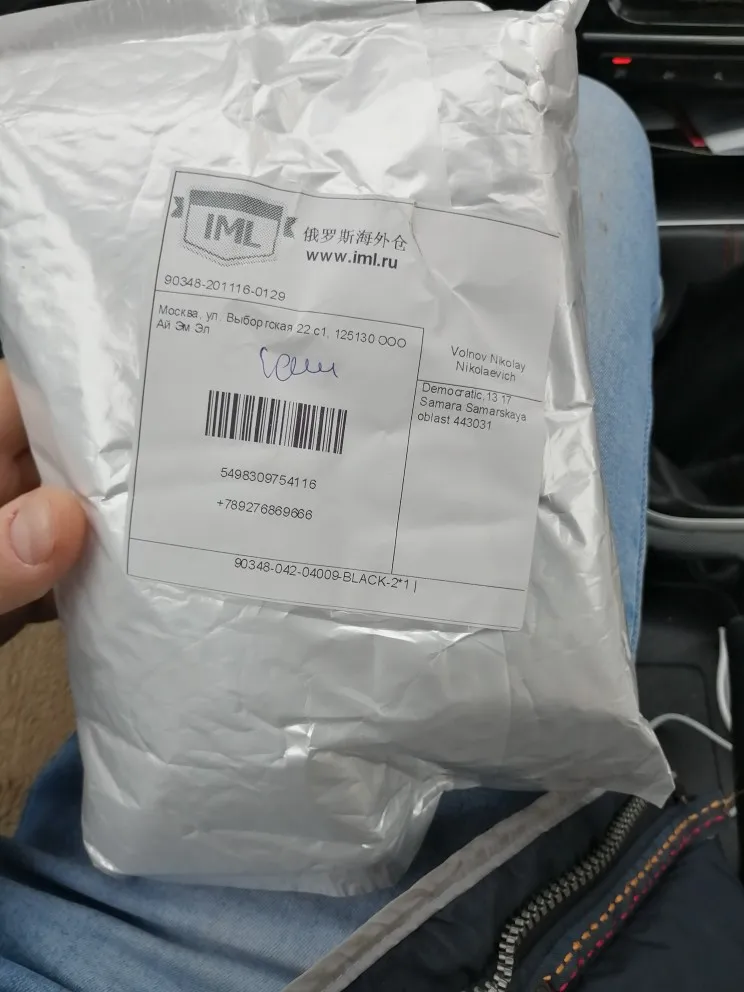 IML
俄罗斯海外仓
www.iml.ru
90348-201116-0129
Москва, ул. Выборгская 22 с1, 125130 ООО
Ай Эм Эл
Volnov Nikolay
Nikolaevich
Democratic,13 17
Samara Samarskaya
oblast 443031
5498309754116
+789276869666
90348-042-04009-BLACK-2*1 |